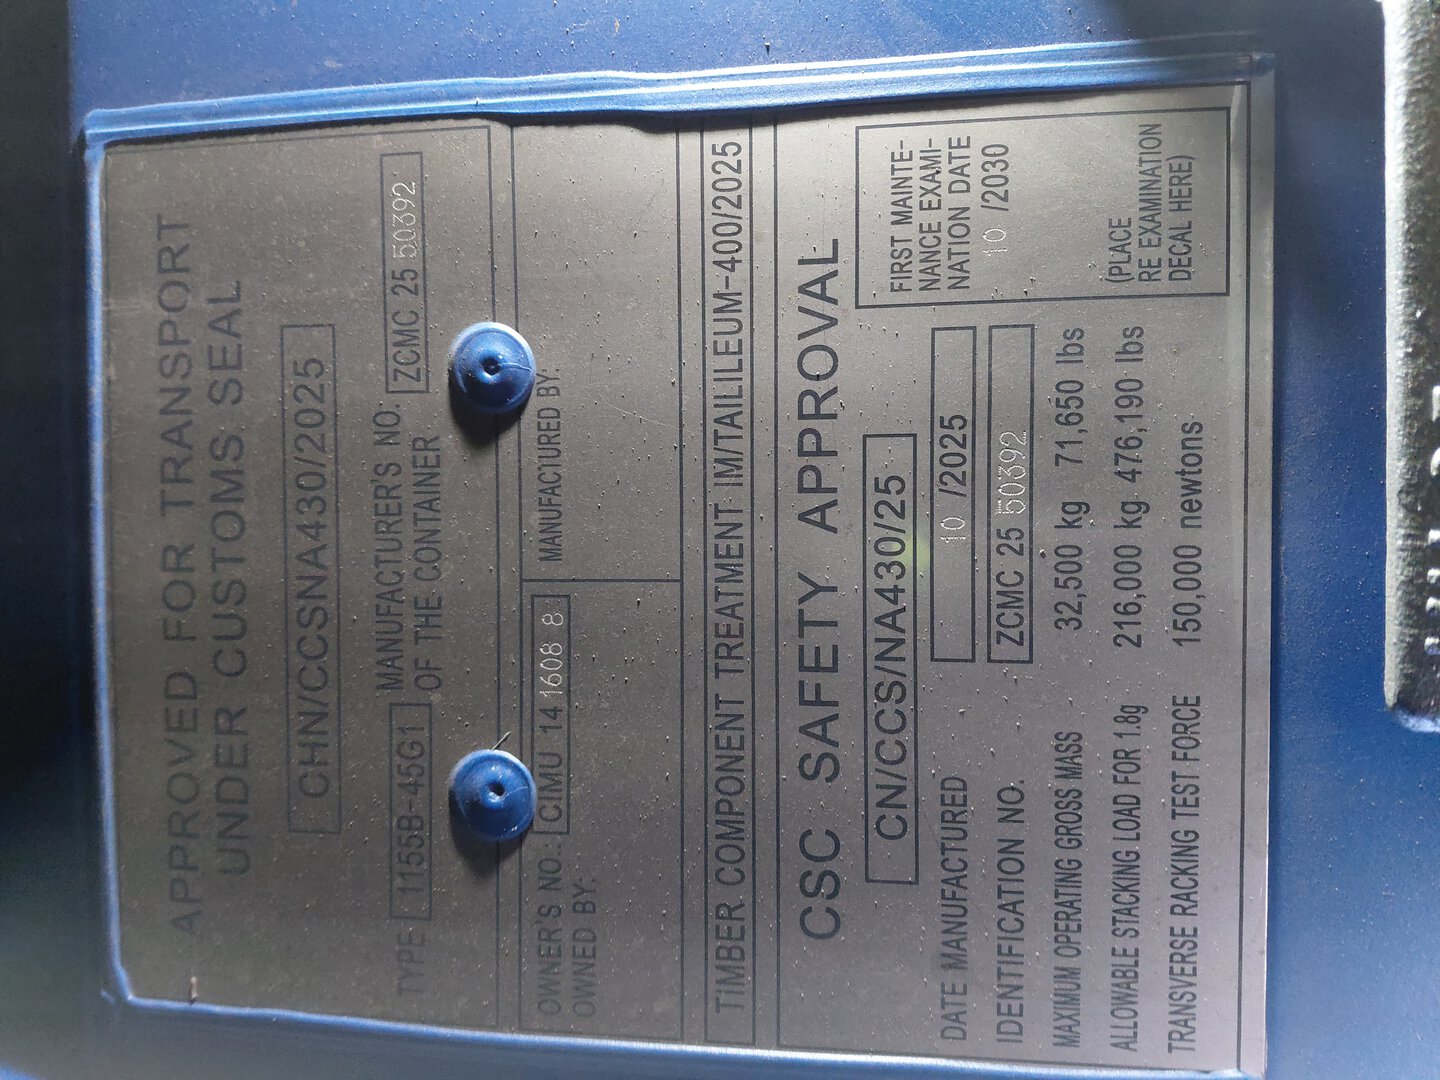 APPROVED FOR TRANSPORT
UNDER CUSTOMS SEAL
CHN/CCSNA430/2025
TYPE 1155B-45G1 MANUFACTURER'S NO. OF THE CONTAINER ZCMC 25 50392
OWNER'S NO.: CIMU 14 1608 8
OWNED BY:
MANUFACTURED BY:
TIMBER COMPONENT TREATMENT IM/TAILILEUM-400/2025
CSC SAFETY APPROVAL
CN/CCS/NA430/25
DATE MANUFACTURED 10 /2025
IDENTIFICATION NO. ZCMC 25 50392
MAXIMUM OPERATING GROSS MASS 32,500 kg 71,650 lbs
ALLOWABLE STACKING LOAD FOR 1.8g 216,000 kg 476,190 lbs
TRANSVERSE RACKING TEST FORCE 150,000 newtons
FIRST MAINTE-
NANCE EXAMI-
NATION DATE
10 /2030
(PLACE
RE EXAMINATION
DECAL HERE)